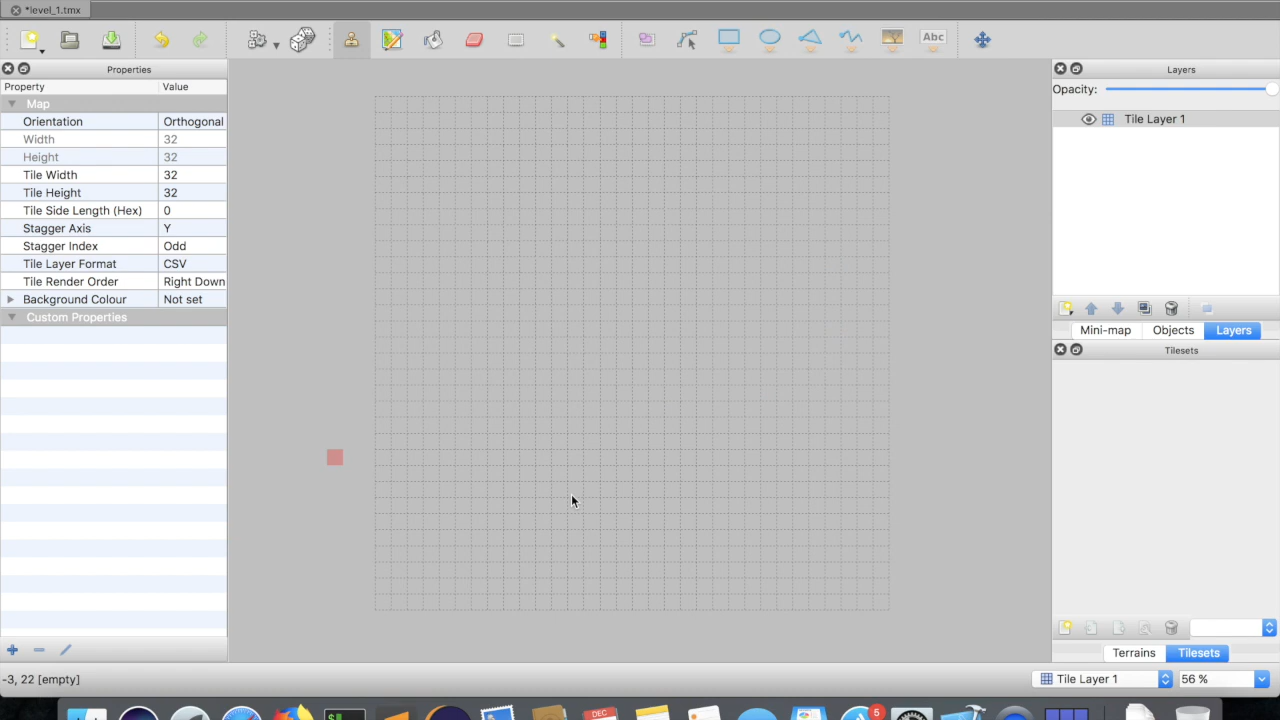 *level_1.tmx
Abc
Properties
Property Value
Map
Orientation Orthogonal
Width 32
Height 32
Tile Width 32
Tile Height 32
Tile Side Length (Hex) 0
Stagger Axis Y
Stagger Index Odd
Tile Layer Format CSV
Tile Render Order Right Down
Background Colour Not set
Custom Properties
Layers
Opacity:
Tile Layer 1
Mini-map Objects Layers
Tilesets
Terrains Tilesets
-3, 22 [empty]
Tile Layer 1 56 %
DEC
6
$